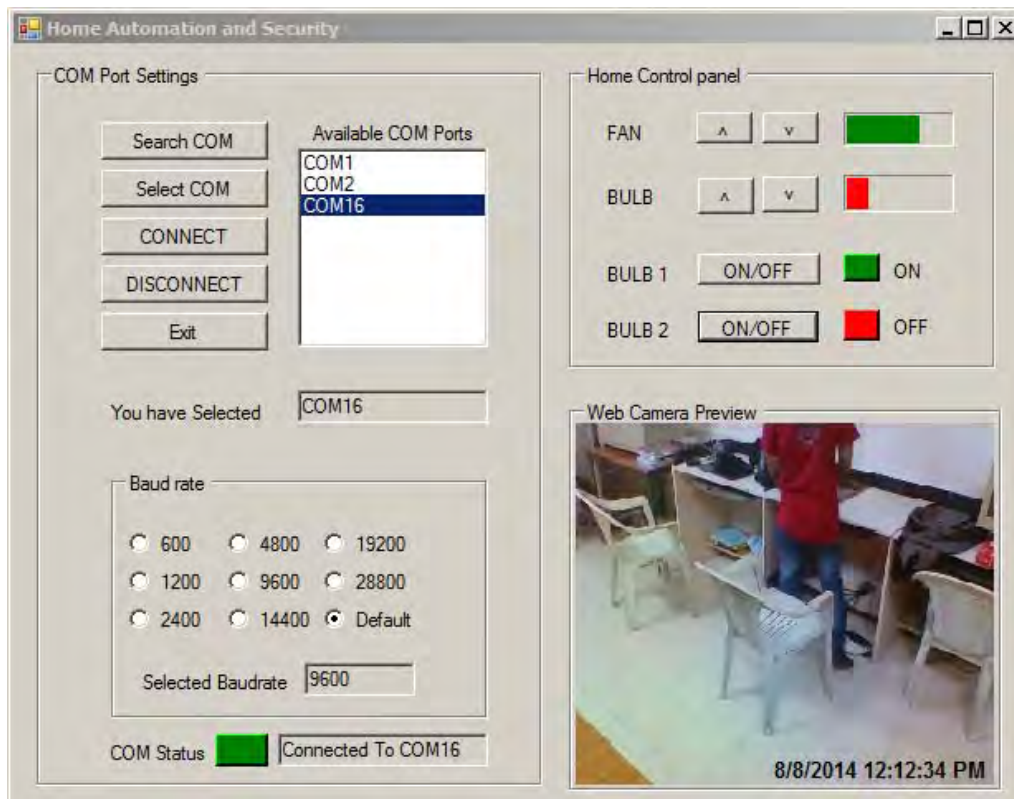 Home Automation and Security
COM Port Settings
Search COM
Select COM
CONNECT
DISCONNECT
Exit
Available COM Ports
COM1
COM2
COM16
You have Selected
COM16
Baud rate
600
4800
19200
1200
9600
28800
2400
14400
Default
Selected Baudrate
9600
COM Status
Connected To COM16
Home Control panel
FAN
^
v
BULB
^
v
BULB 1
ON/OFF
ON
BULB 2
ON/OFF
OFF
Web Camera Preview
8/8/2014 12:12:34 PM